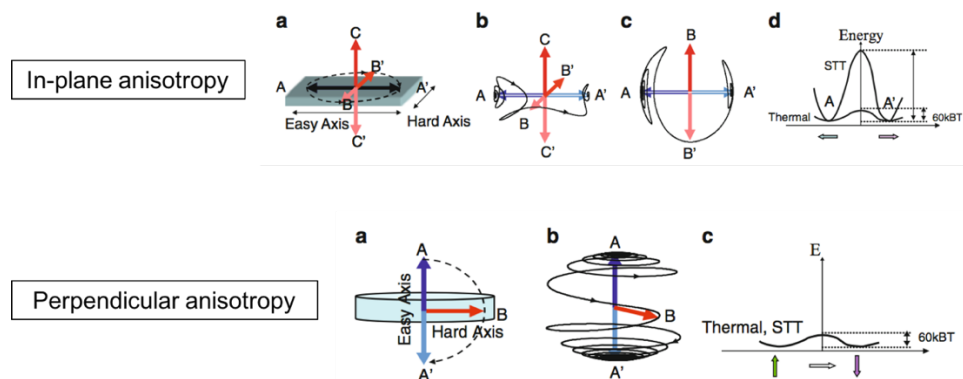 a
b
c
d
In-plane anisotropy
C
B'
A
A'
B
Easy Axis
Hard Axis
C'
C
B'
A
A'
B
C'
B
A
A'
B'
Energy
STT
A
A'
Thermal
60kBT
a
b
c
Perpendicular anisotropy
A
Easy Axis
B
Hard Axis
A'
A
B
A'
E
Thermal, STT
60kBT